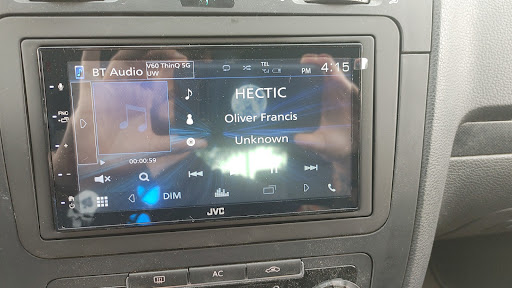 BT Audio
V60 ThinQ 5G
UW
TEL
PM 4:15
HECTIC
Oliver Francis
Unknown
FNC
00:00:59
DIM
JVC
AC